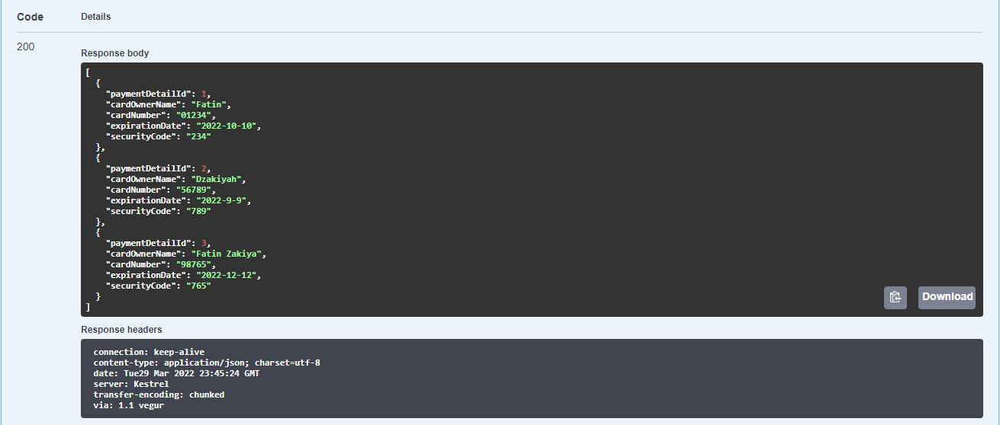 Code Details
200
Response body
[
  {
    "paymentDetailId": 1,
    "cardOwnerName": "Fatin",
    "cardNumber": "01234",
    "expirationDate": "2022-10-10",
    "securityCode": "234"
  },
  {
    "paymentDetailId": 2,
    "cardOwnerName": "Dzakiyah",
    "cardNumber": "56789",
    "expirationDate": "2022-9-9",
    "securityCode": "789"
  },
  {
    "paymentDetailId": 3,
    "cardOwnerName": "Fatin Zakiya",
    "cardNumber": "98765",
    "expirationDate": "2022-12-12",
    "securityCode": "765"
  }
]
Download
Response headers
connection: keep-alive
content-type: application/json; charset=utf-8
date: Tue29 Mar 2022 23:45:24 GMT
server: Kestrel
transfer-encoding: chunked
via: 1.1 vegur